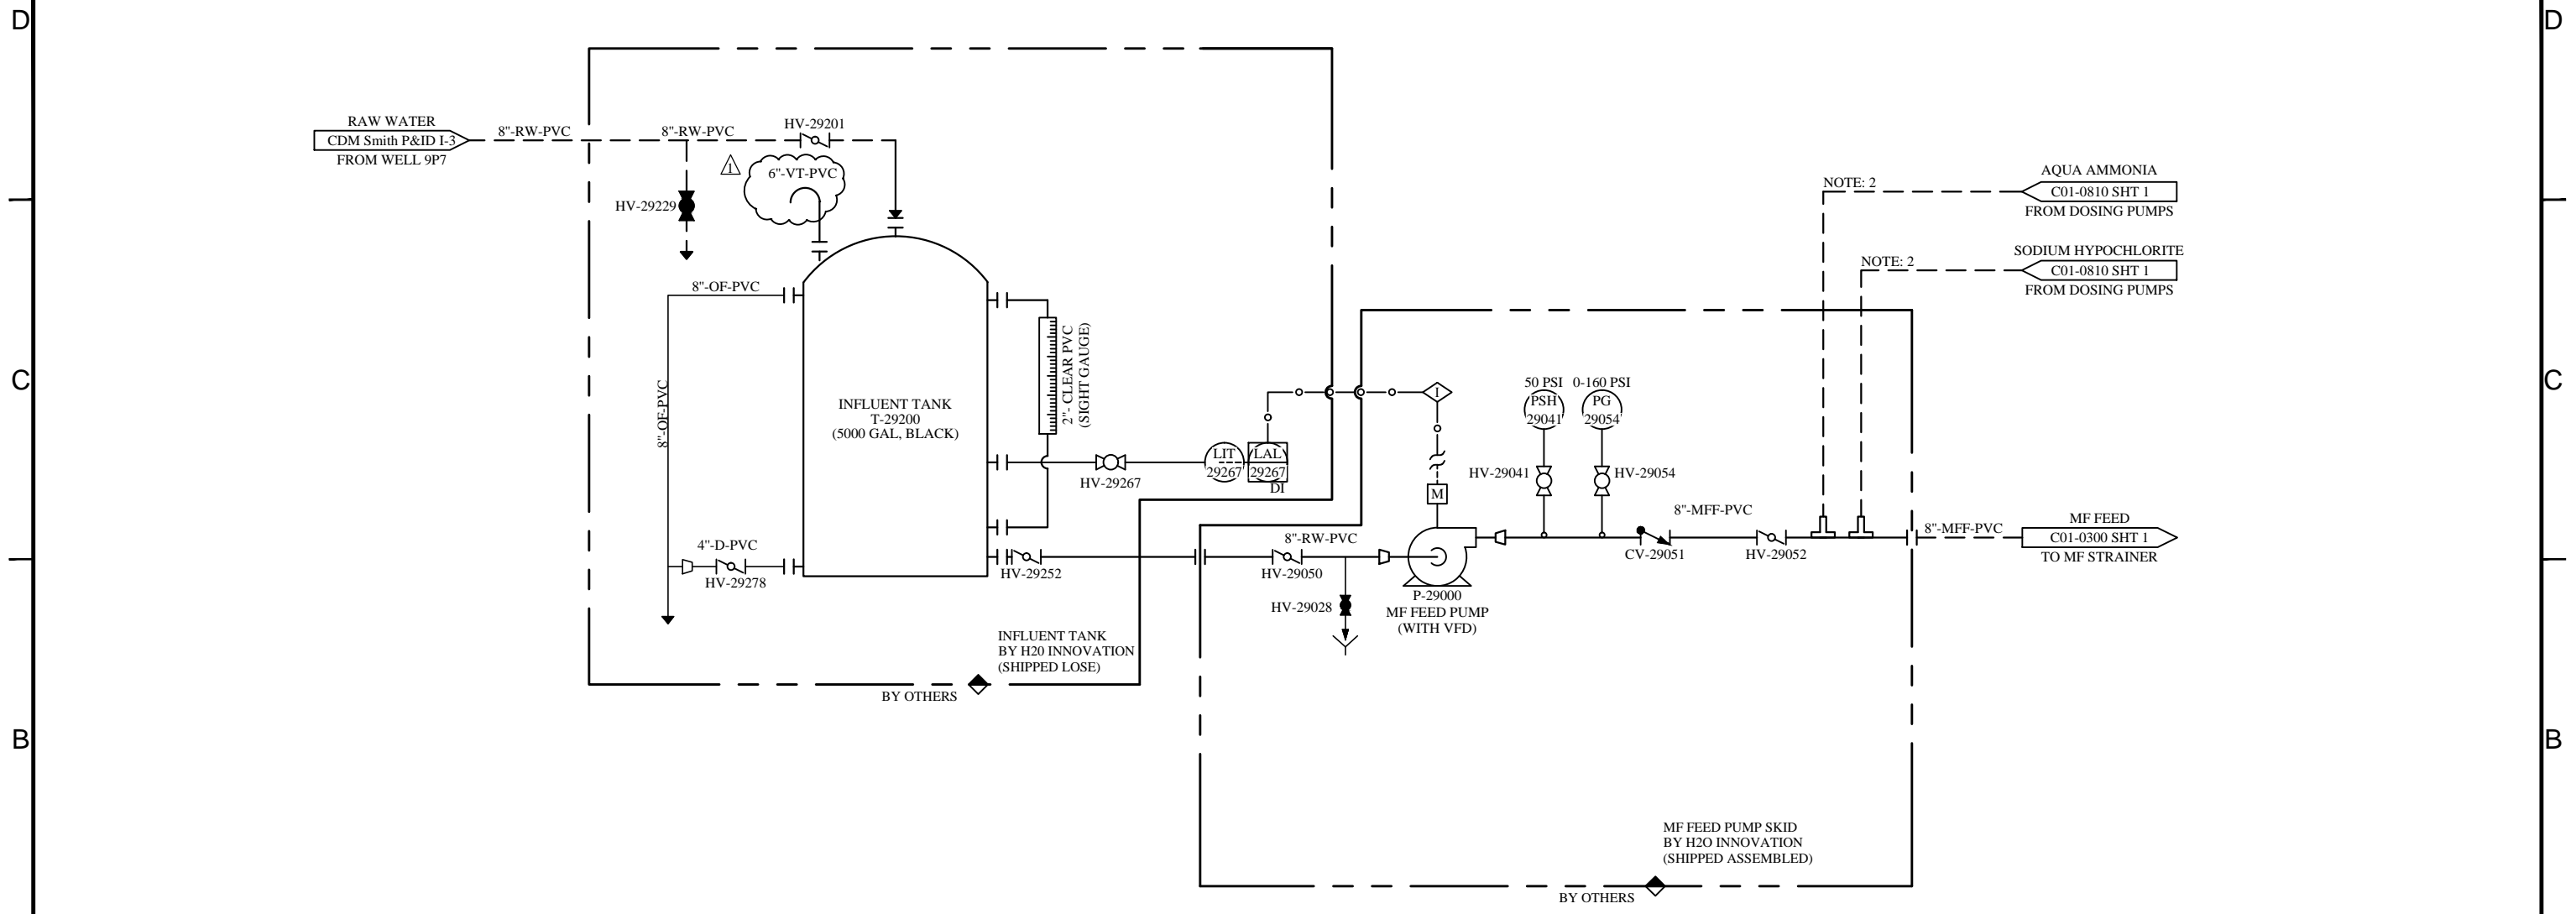 D
D
RAW WATER
CDM Smith P&ID I-3
FROM WELL 9P7
8"-RW-PVC
8"-RW-PVC
HV-29201
1
6"-VT-PVC
HV-29229
8"-OF-PVC
8"-OF-PVC
INFLUENT TANK
T-29200
(5000 GAL, BLACK)
2"- CLEAR PVC
(SIGHT GAUGE)
4"-D-PVC
HV-29278
HV-29267
LIT
29267
LAL
29267
DI
HV-29252
INFLUENT TANK
BY H20 INNOVATION
(SHIPPED LOSE)
BY OTHERS
I
M
8"-RW-PVC
HV-29050
HV-29028
P-29000
MF FEED PUMP
(WITH VFD)
50 PSI
PSH
29041
0-160 PSI
PG
29054
HV-29041
HV-29054
CV-29051
8"-MFF-PVC
HV-29052
NOTE: 2
AQUA AMMONIA
C01-0810 SHT 1
FROM DOSING PUMPS
NOTE: 2
SODIUM HYPOCHLORITE
C01-0810 SHT 1
FROM DOSING PUMPS
8"-MFF-PVC
MF FEED
C01-0300 SHT 1
TO MF STRAINER
MF FEED PUMP SKID
BY H2O INNOVATION
(SHIPPED ASSEMBLED)
BY OTHERS
C
C
B
B